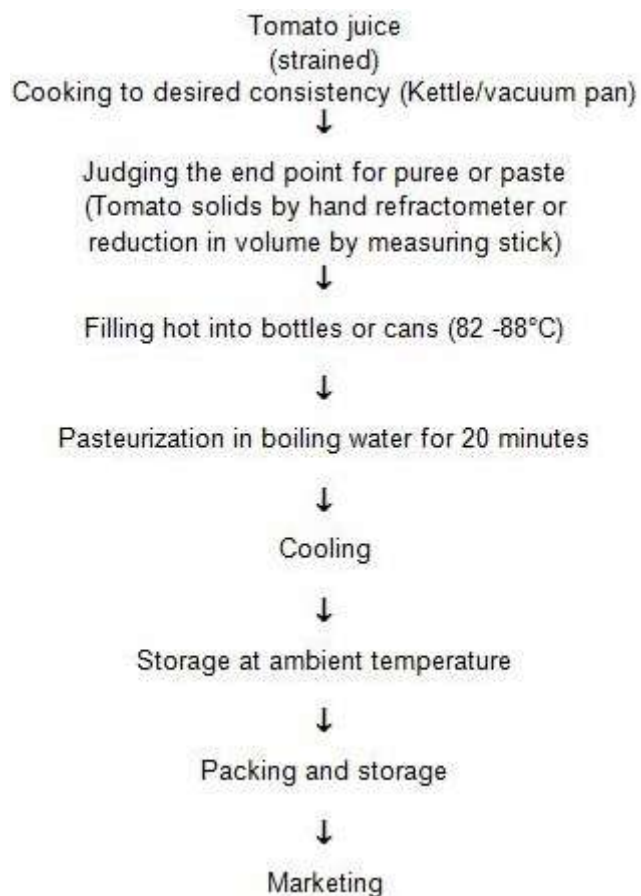 Tomato juice
(strained)
Cooking to desired consistency (Kettle/vacuum pan)
↓
Judging the end point for puree or paste
(Tomato solids by hand refractometer or
reduction in volume by measuring stick)
↓
Filling hot into bottles or cans (82 -88°C)
↓
Pasteurization in boiling water for 20 minutes
↓
Cooling
↓
Storage at ambient temperature
↓
Packing and storage
↓
Marketing